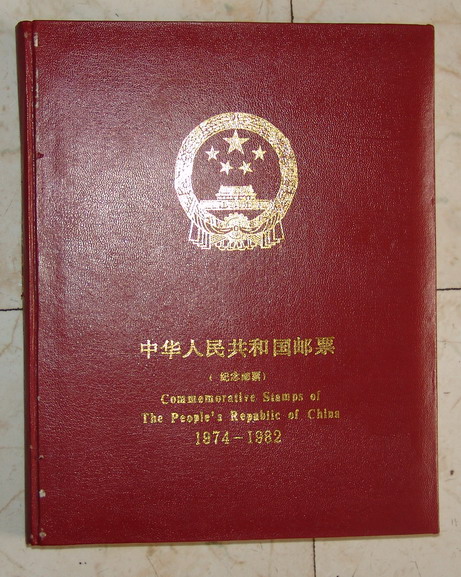 中华人民共和国邮票
(纪念邮票)
Commemorative Stamps of
The People's Republic of China
1974-1982